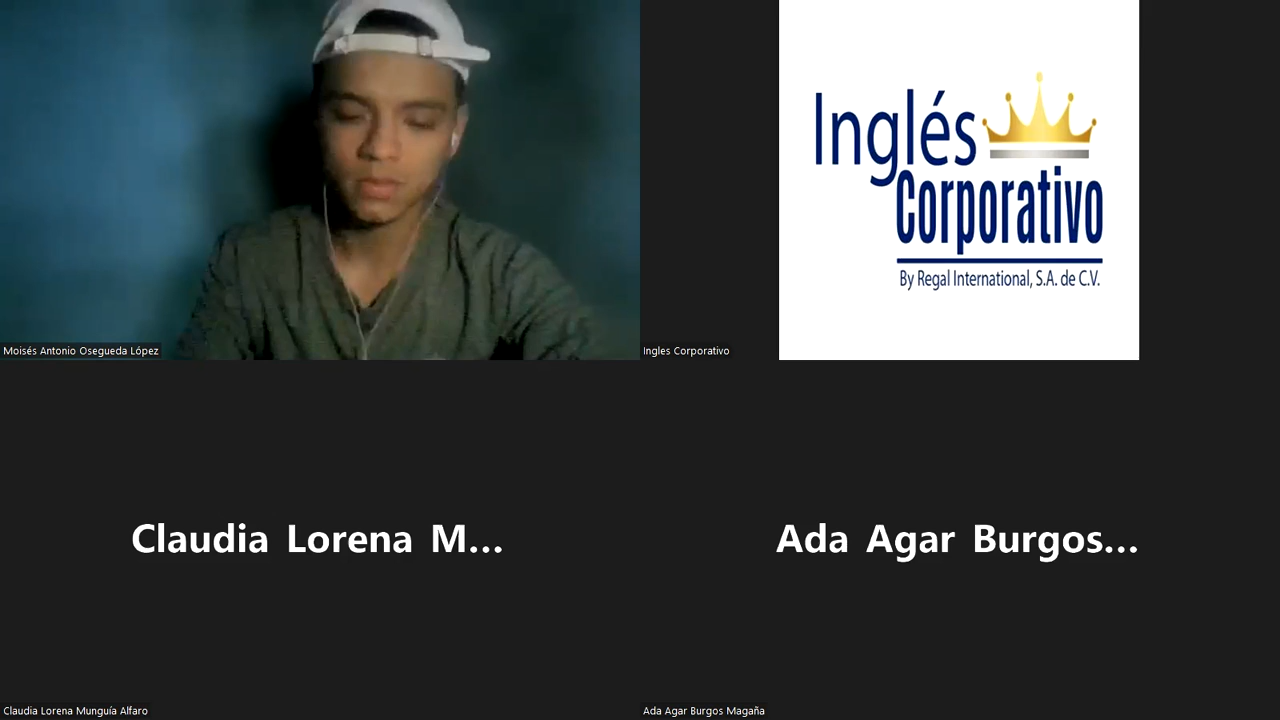 Inglés
Corporativo
By Regal International, S.A. de C.V.
Moisés Antonio Osegueda López
Ingles Corporativo
Claudia Lorena M...
Ada Agar Burgos...
Claudia Lorena Munguía Alfaro
Ada Agar Burgos Magaña